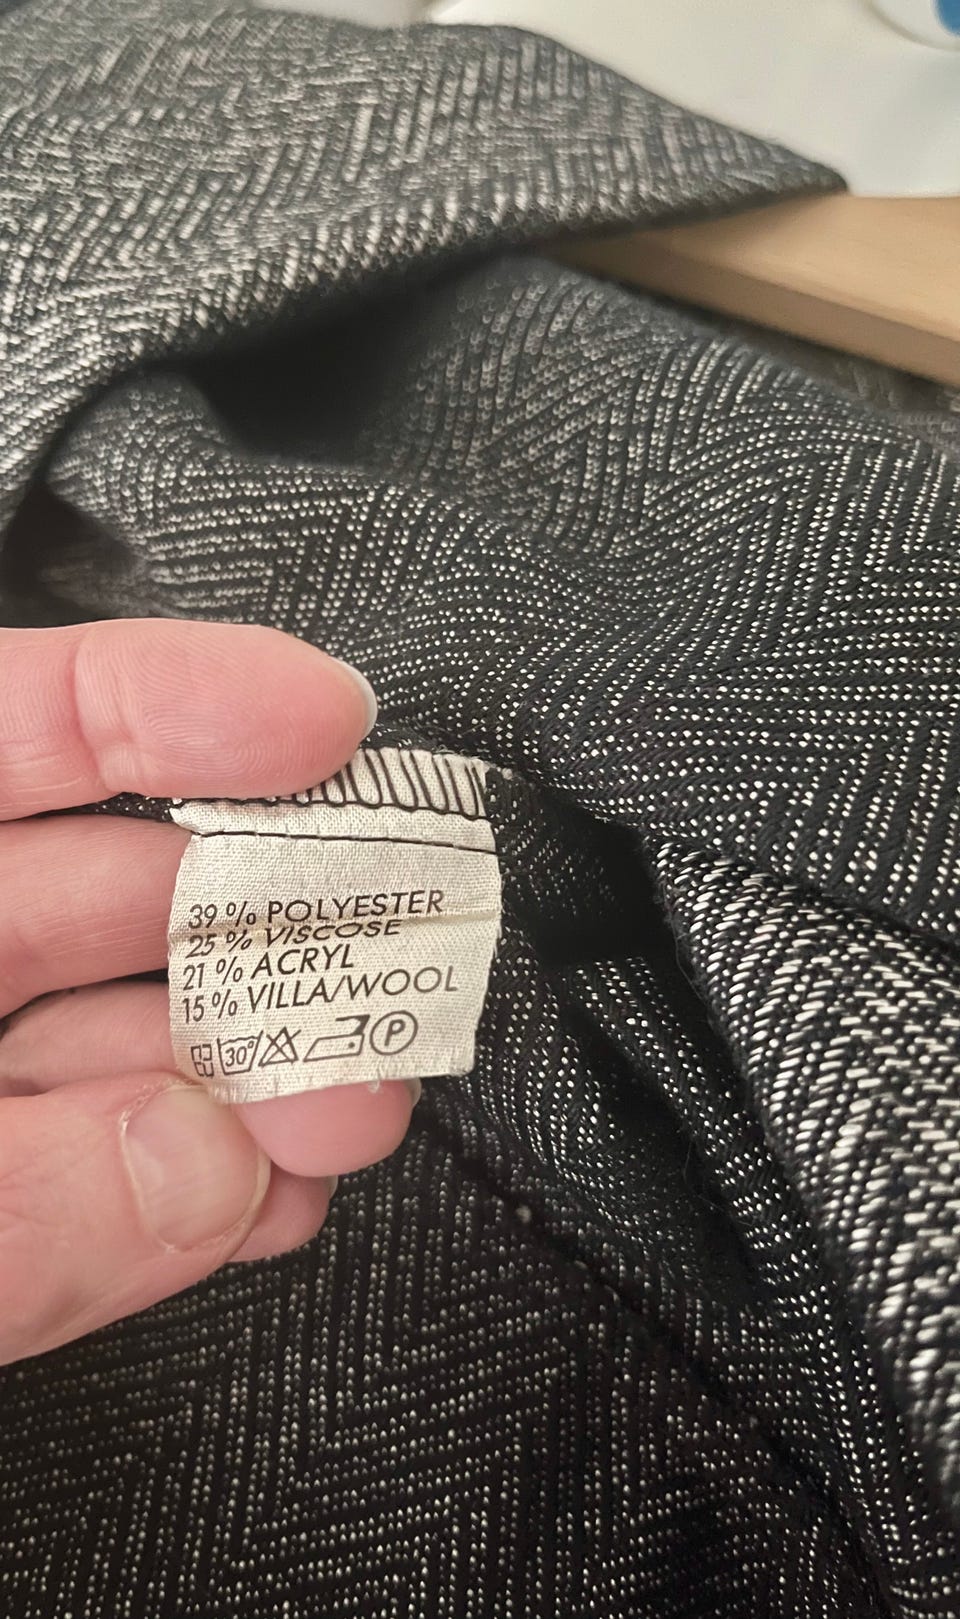 39 % POLYESTER
25 % VISCOSE
21 % ACRYL
15 % VILLA/WOOL
30° P